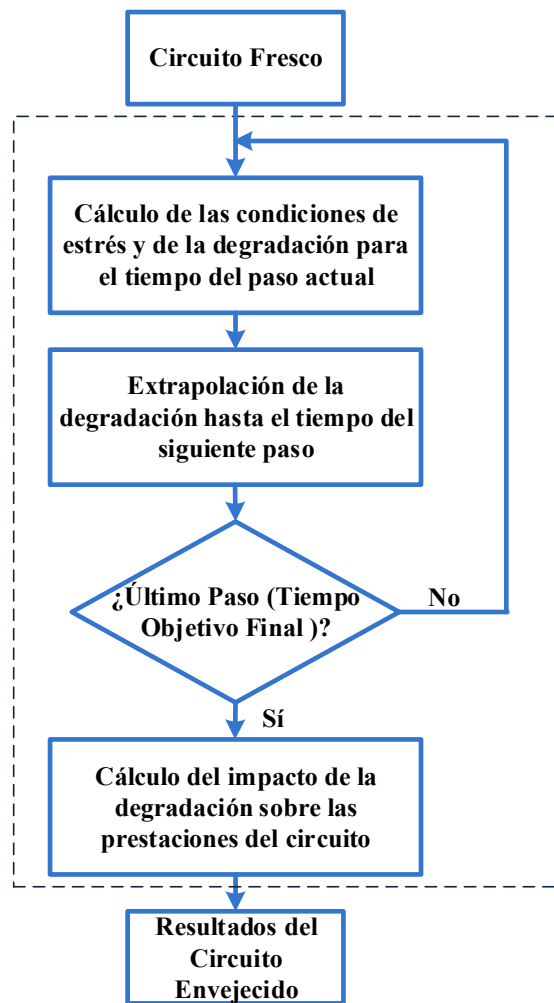 Circuito Fresco
Cálculo de las condiciones de
estrés y de la degradación para
el tiempo del paso actual
Extrapolación de la
degradación hasta el tiempo del
siguiente paso
¿Último Paso (Tiempo
Objetivo Final )?
No
Sí
Cálculo del impacto de la
degradación sobre las
prestaciones del circuito
Resultados del
Circuito
Envejecido